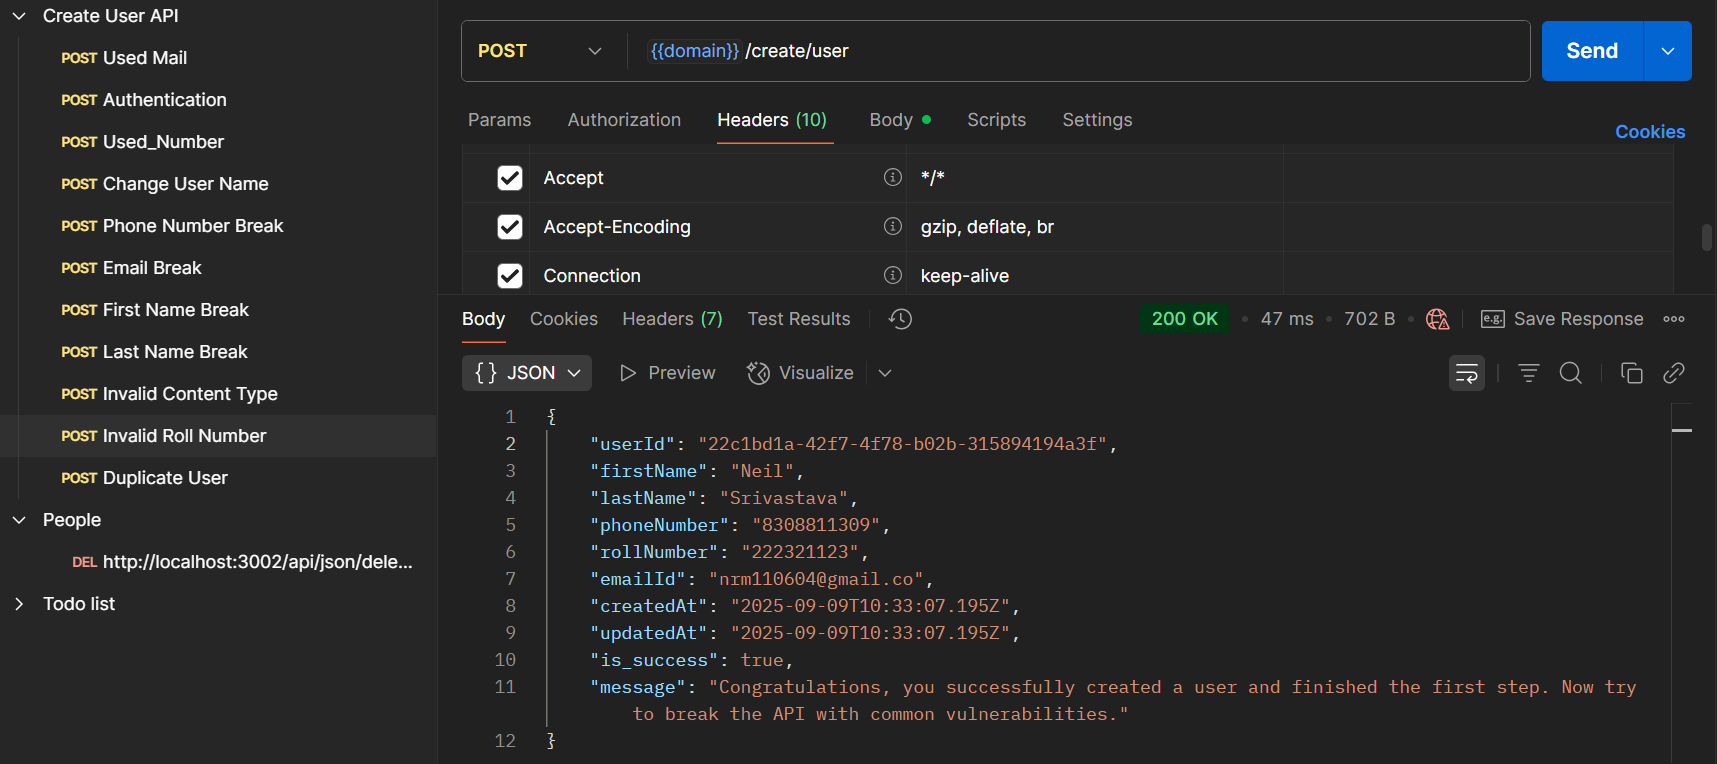 Create User API
POST Used Mail
POST Authentication
POST Used_Number
POST Change User Name
POST Phone Number Break
POST Email Break
POST First Name Break
POST Last Name Break
POST Invalid Content Type
POST Invalid Roll Number
POST Duplicate User
People
DEL http://localhost:3002/api/json/dele...
Todo list
POST {{domain}} /create/user Send
Params Authorization Headers (10) Body Scripts Settings Cookies
Accept */*
Accept-Encoding gzip, deflate, br
Connection keep-alive
Body Cookies Headers (7) Test Results 200 OK • 47 ms • 702 B • e.g. Save Response
{} JSON Preview Visualize
1 {
2 "userId": "22c1bd1a-42f7-4f78-b02b-315894194a3f",
3 "firstName": "Neil",
4 "lastName": "Srivastava",
5 "phoneNumber": "8308811309",
6 "rollNumber": "222321123",
7 "emailId": "nrm110604@gmail.co",
8 "createdAt": "2025-09-09T10:33:07.195Z",
9 "updatedAt": "2025-09-09T10:33:07.195Z",
10 "is_success": true,
11 "message": "Congratulations, you successfully created a user and finished the first step. Now try
to break the API with common vulnerabilities."
12 }